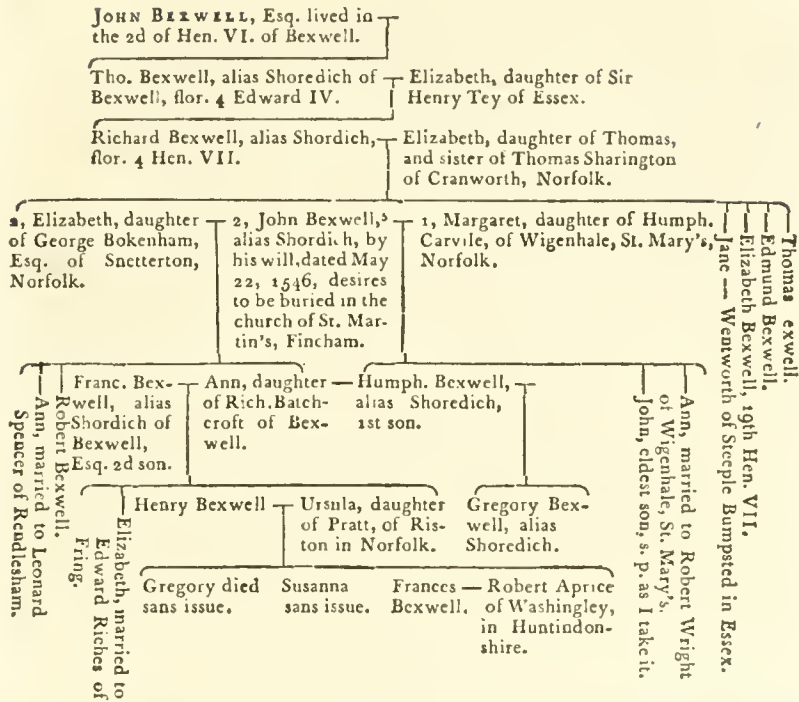 JOHN BEXWELL, Esq. lived in
the 2d of Hen. VI. of Bexwell.
Tho. Bexwell, alias Shoredich of
Bexwell, flor. 4 Edward IV.
Elizabeth, daughter of Sir
Henry Tey of Essex.
Richard Bexwell, alias Shordich,
flor. 4 Hen. VII.
Elizabeth, daughter of Thomas,
and sister of Thomas Sharington
of Cranworth, Norfolk.
2, Elizabeth, daughter
of George Bokenham,
Esq. of Snetterton,
Norfolk.
2, John Bexwell,⁵
alias Shordich, by
his will, dated May
22, 1546, desires
to be buried in the
church of St. Mar-
tin's, Fincham.
1, Margaret, daughter of Humph.
Carvile, of Wigenhale, St. Mary's,
Norfolk.
Jane — Wentworth of Steeple Bumpsted in Essex.
Elizabeth Bexwell, 19th Hen. VII.
Edmund Bexwell.
Thomas exwell.
Ann, married to Leonard
Spencer of Rendlesham.
Robert Bexwell.
Franc. Bex-
well, alias
Shordich of
Bexwell,
Esq. 2d son.
Ann, daughter
of Rich. Batch-
croft of Bex-
well.
Humph. Bexwell,
alias Shoredich,
1st son.
John, eldest son, s. p. as I take it.
Ann, married to Robert Wright
of Wigenhale, St. Mary's.
Elizabeth, married to
Edward Riches of
Fring.
Henry Bexwell
Ursula, daughter
of Pratt, of Ris-
ton in Norfolk.
Gregory Bex-
well, alias
Shoredich.
Gregory died
sans issue.
Susanna
sans issue.
Frances
Bexwell.
Robert Aprice
of Washingley,
in Huntindon-
shire.